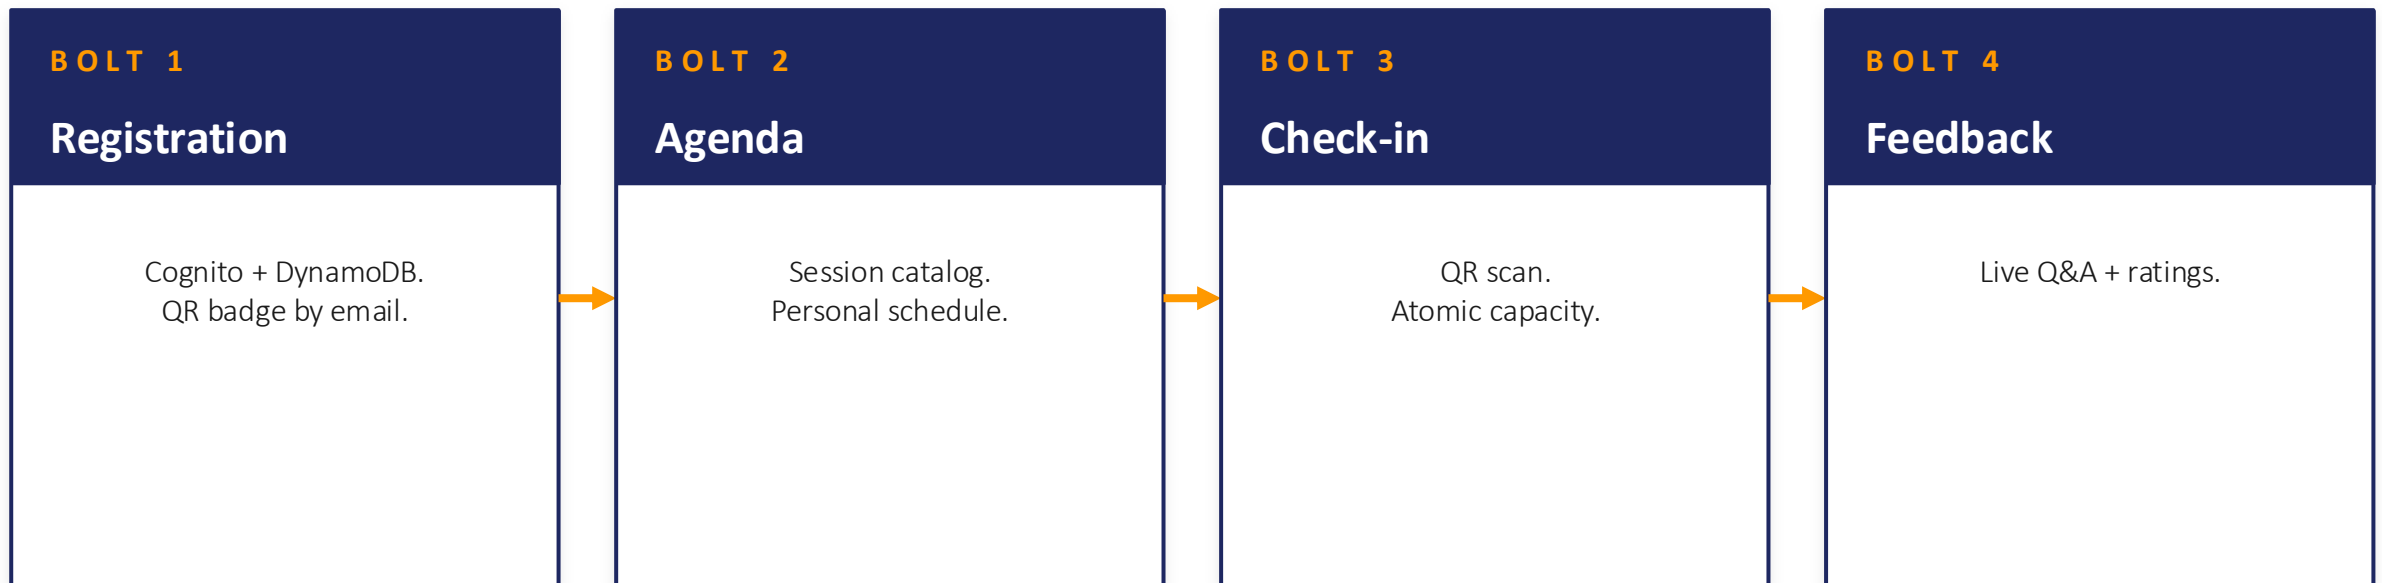 BOLT 1
Registration
Cognito + DynamoDB.
QR badge by email.
BOLT 2
Agenda
Session catalog.
Personal schedule.
BOLT 3
Check-in
QR scan.
Atomic capacity.
BOLT 4
Feedback
Live Q&A + ratings.